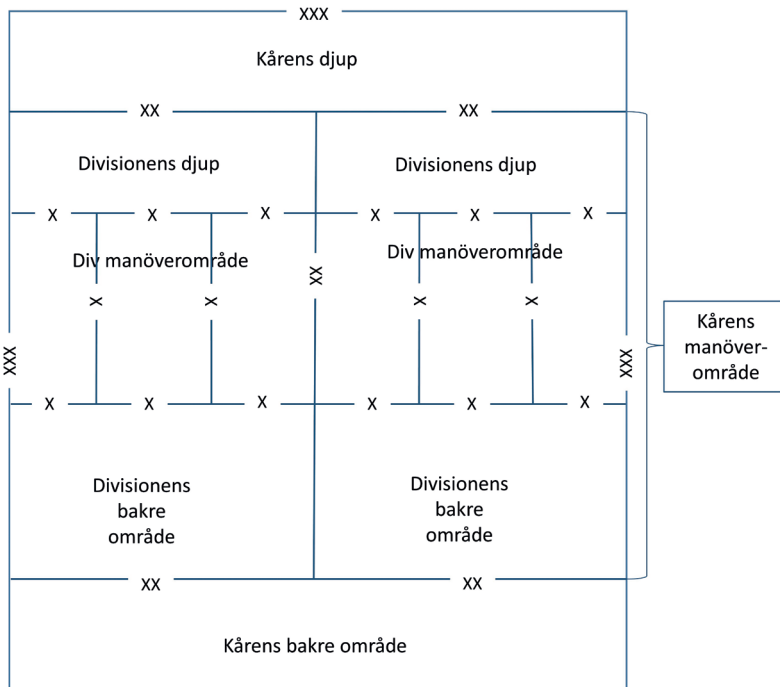 XXX
Kårens djup
XX XX
Divisionens djup Divisionens djup
X X X X X X
Div manöverområde Div manöverområde
XX
X X X X
Kårens
manöver-
område
XXX XXX
X X X X X X
Divisionens
bakre
område
Divisionens
bakre
område
XX XX
Kårens bakre område